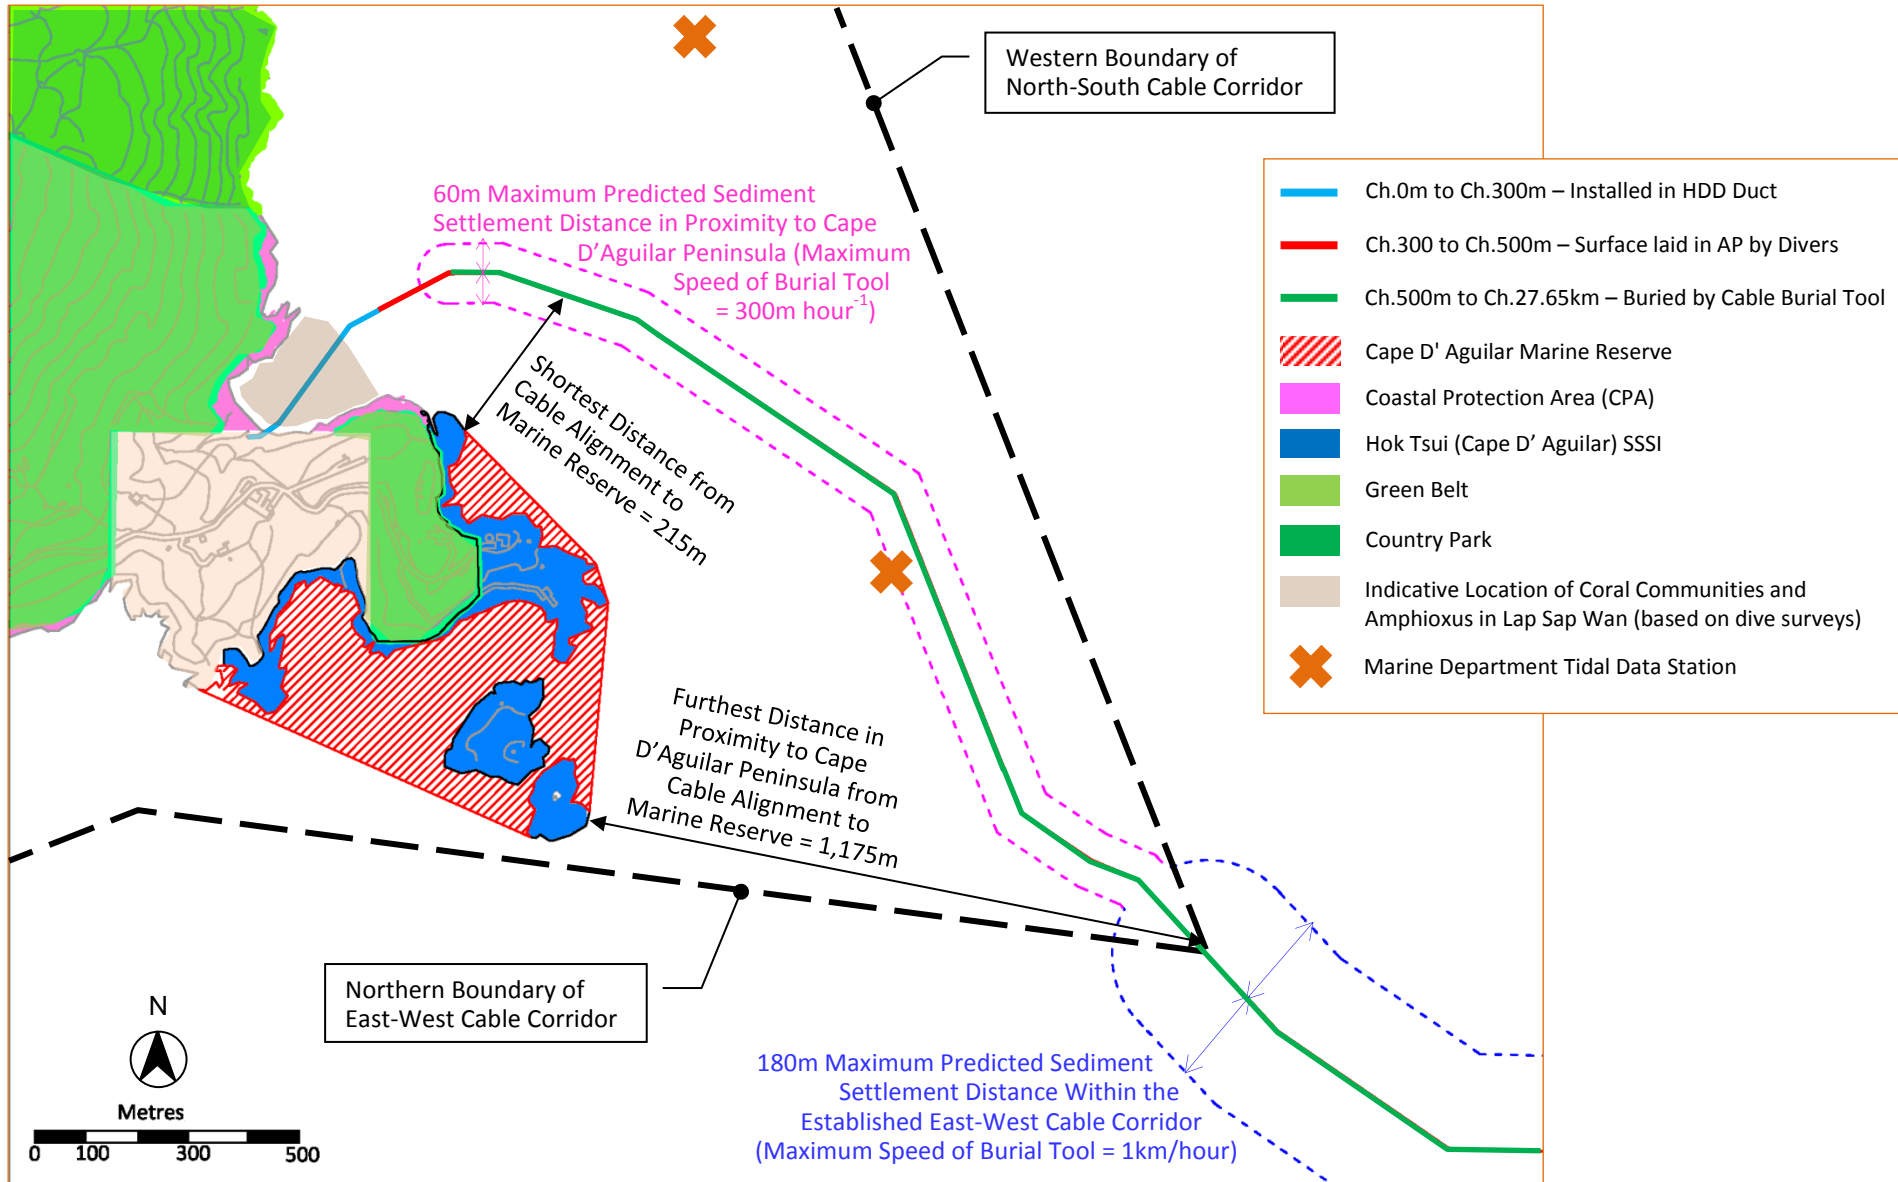 Western Boundary of
North-South Cable Corridor
60m Maximum Predicted Sediment
Settlement Distance in Proximity to Cape
D’Aguilar Peninsula (Maximum
Speed of Burial Tool
= 300m hour⁻¹)
Ch.0m to Ch.300m – Installed in HDD Duct
Ch.300 to Ch.500m – Surface laid in AP by Divers
Ch.500m to Ch.27.65km – Buried by Cable Burial Tool
Cape D' Aguilar Marine Reserve
Coastal Protection Area (CPA)
Hok Tsui (Cape D’ Aguilar) SSSI
Green Belt
Country Park
Indicative Location of Coral Communities and
Amphioxus in Lap Sap Wan (based on dive surveys)
Marine Department Tidal Data Station
Shortest Distance from
Cable Alignment to
Marine Reserve = 215m
Furthest Distance in
Proximity to Cape
D’Aguilar Peninsula from
Cable Alignment to
Marine Reserve = 1,175m
Northern Boundary of
East-West Cable Corridor
180m Maximum Predicted Sediment
Settlement Distance Within the
Established East-West Cable Corridor
(Maximum Speed of Burial Tool = 1km/hour)
N
Metres
0 100 300 500